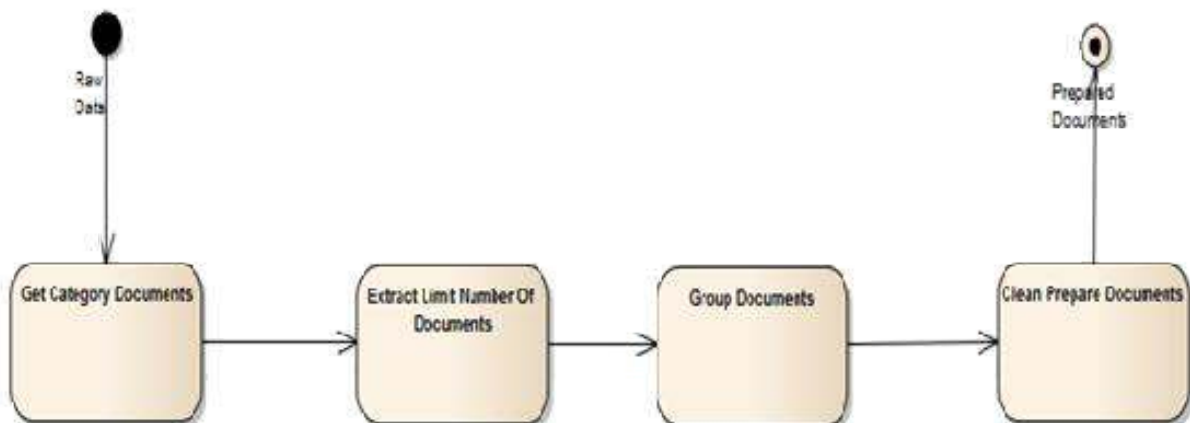 Raw
Data
Prepared
Documents
Get Category Documents
Extract Limit Number Of
Documents
Group Documents
Clean Prepare Documents